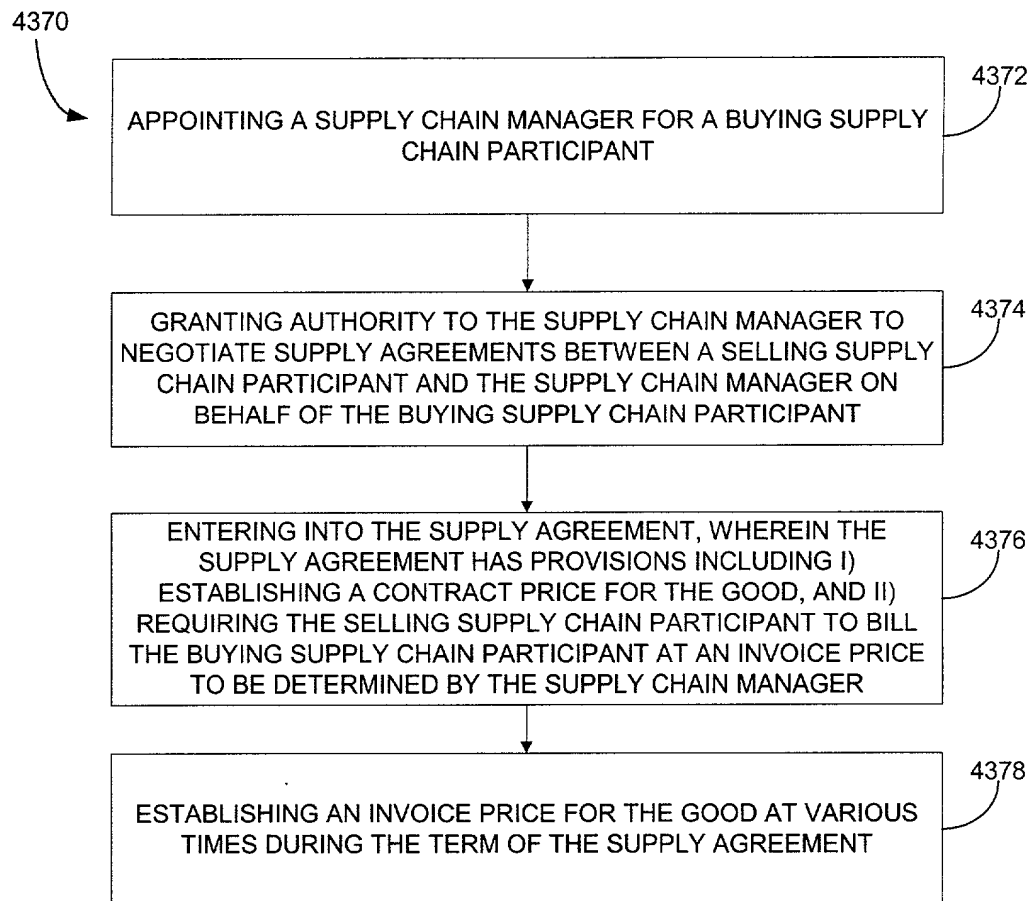 4370
4372
APPOINTING A SUPPLY CHAIN MANAGER FOR A BUYING SUPPLY
CHAIN PARTICIPANT
4374
GRANTING AUTHORITY TO THE SUPPLY CHAIN MANAGER TO
NEGOTIATE SUPPLY AGREEMENTS BETWEEN A SELLING SUPPLY
CHAIN PARTICIPANT AND THE SUPPLY CHAIN MANAGER ON
BEHALF OF THE BUYING SUPPLY CHAIN PARTICIPANT
4376
ENTERING INTO THE SUPPLY AGREEMENT, WHEREIN THE
SUPPLY AGREEMENT HAS PROVISIONS INCLUDING I)
ESTABLISHING A CONTRACT PRICE FOR THE GOOD, AND II)
REQUIRING THE SELLING SUPPLY CHAIN PARTICIPANT TO BILL
THE BUYING SUPPLY CHAIN PARTICIPANT AT AN INVOICE PRICE
TO BE DETERMINED BY THE SUPPLY CHAIN MANAGER
4378
ESTABLISHING AN INVOICE PRICE FOR THE GOOD AT VARIOUS
TIMES DURING THE TERM OF THE SUPPLY AGREEMENT